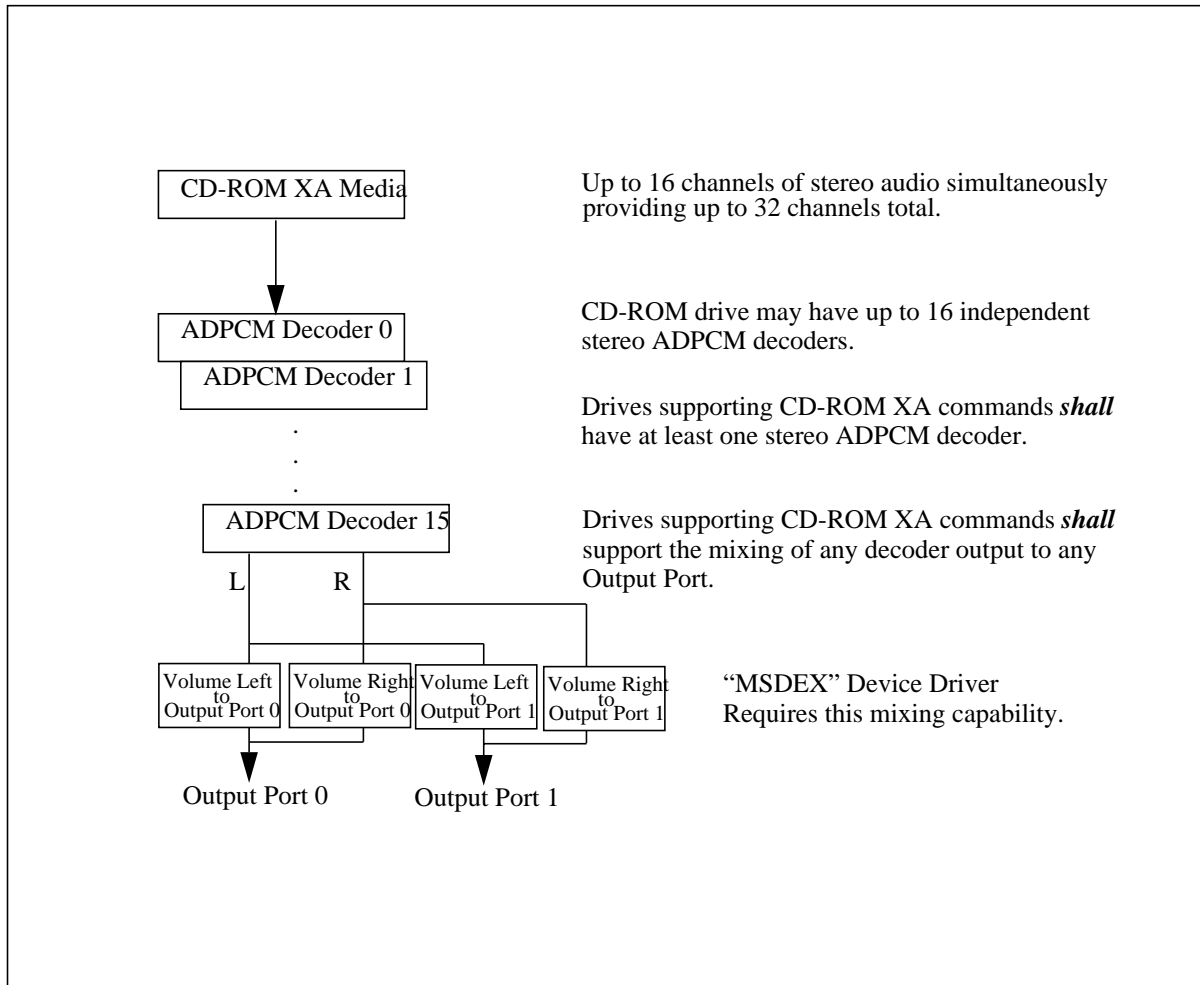 CD-ROM XA Media
Up to 16 channels of stereo audio simultaneously
providing up to 32 channels total.
ADPCM Decoder 0
CD-ROM drive may have up to 16 independent
stereo ADPCM decoders.
ADPCM Decoder 1
Drives supporting CD-ROM XA commands shall
have at least one stereo ADPCM decoder.
.
.
.
ADPCM Decoder 15
Drives supporting CD-ROM XA commands shall
support the mixing of any decoder output to any
Output Port.
L R
Volume Left
to
Output Port 0
Volume Right
to
Output Port 0
Volume Left
to
Output Port 1
Volume Right
to
Output Port 1
“MSDEX” Device Driver
Requires this mixing capability.
Output Port 0
Output Port 1